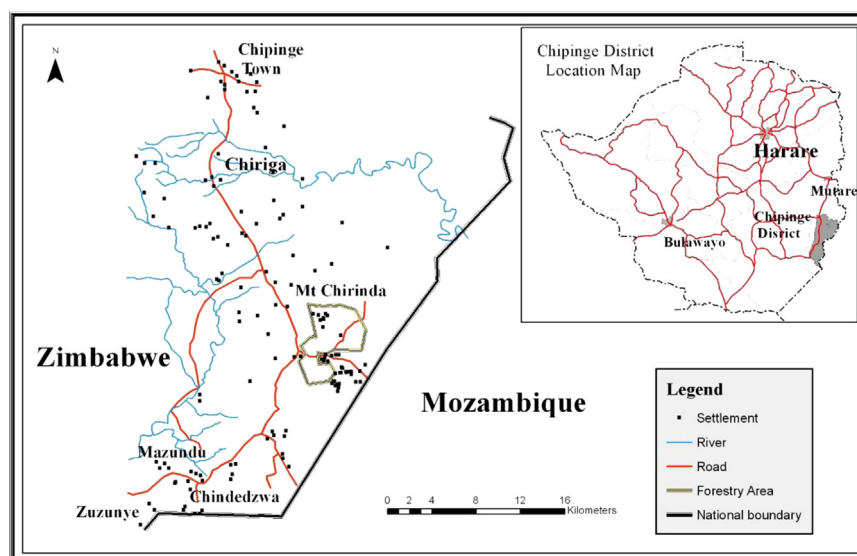 N
Chipinge
Town
Chiriga
Mt Chirinda
Zimbabwe
Mozambique
Mazundu
Chindedzwa
Zuzunye
0 2 4 8 12 16
Kilometers
Chipinge District
Location Map
Harare
Mutare
Chipinge
District
Bulawayo
Legend
Settlement
River
Road
Forestry Area
National boundary